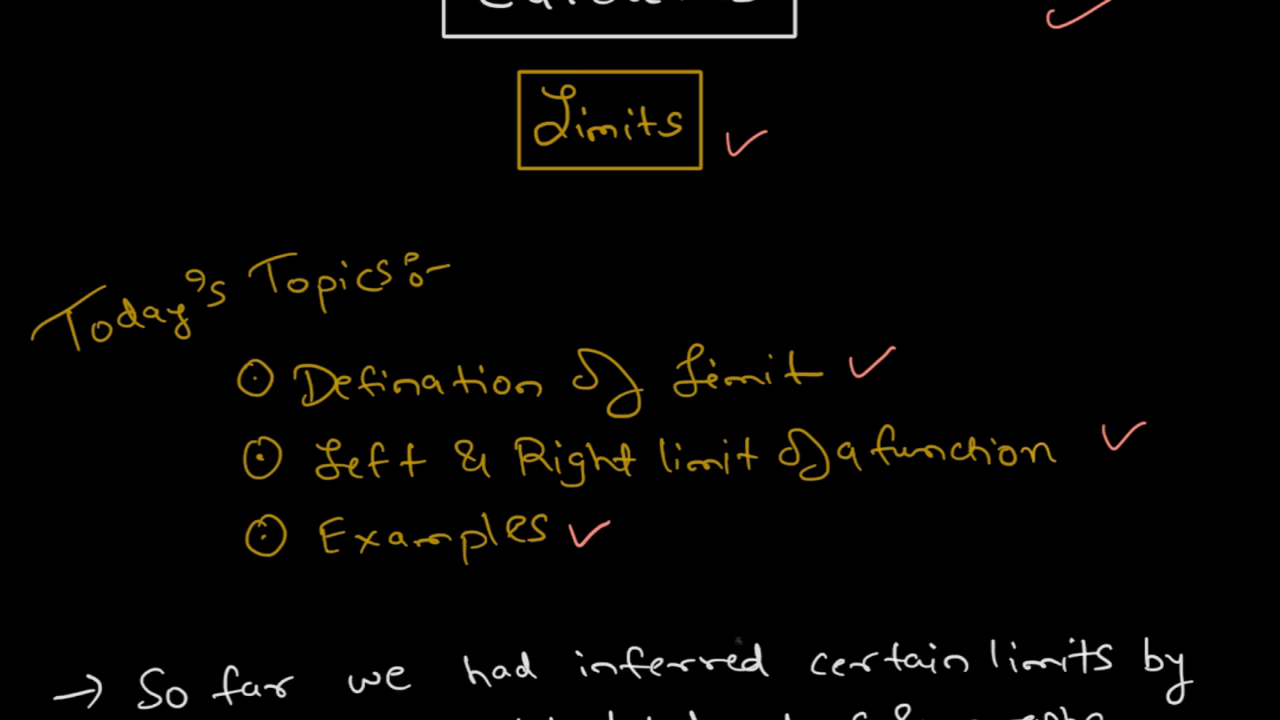 Limits
Today's Topics:-
Defination of Limit
Left & Right limit of a function
Examples
→ So far we had inferred certain limits by